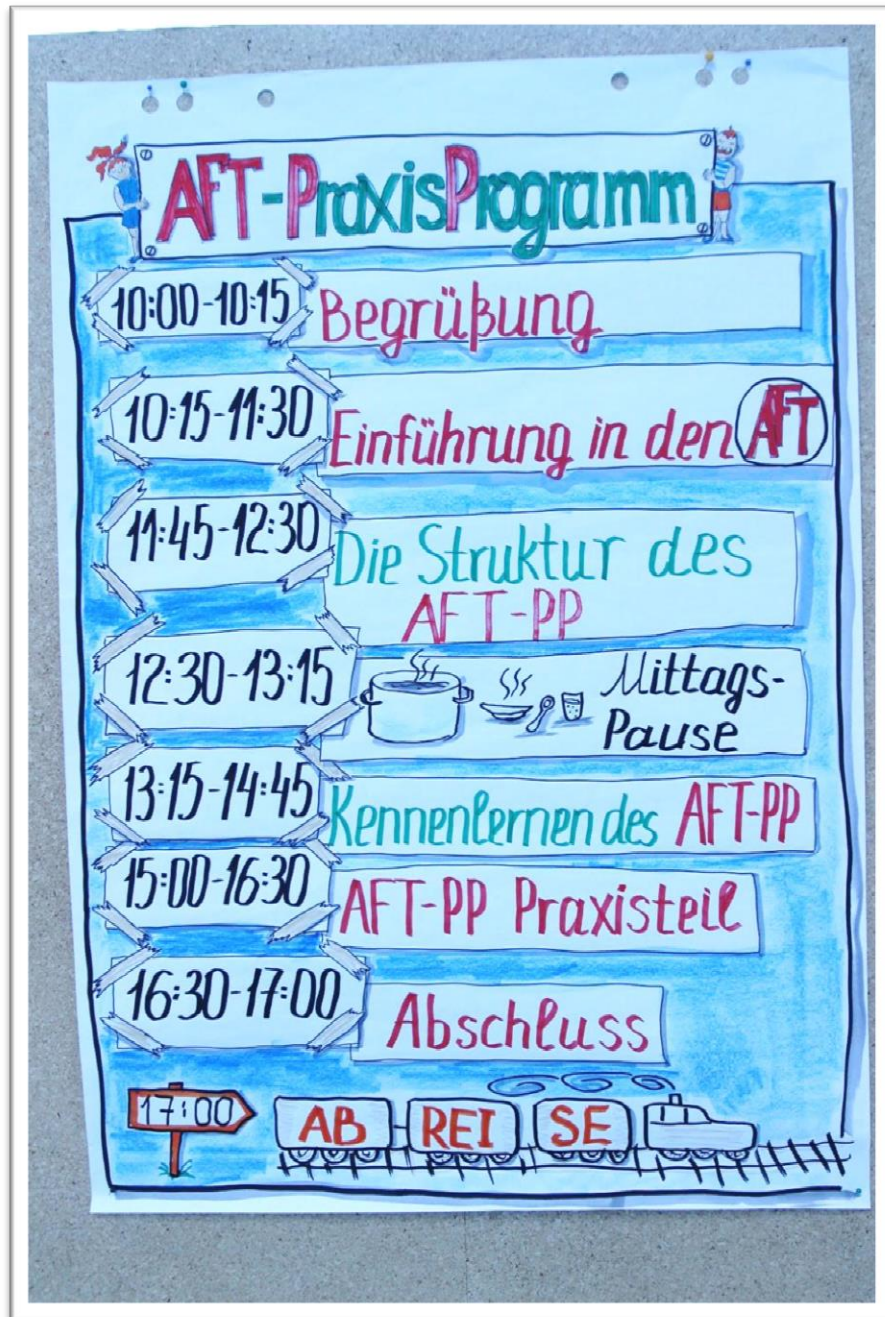 AFT-PraxisProgramm
10:00-10:15 Begrüßung
10:15-11:30 Einführung in den AFT
11:45-12:30 Die Struktur des
AFT-PP
12:30-13:15 Mittags-
Pause
13:15-14:45 Kennenlernen des AFT-PP
15:00-16:30 AFT-PP Praxisteil
16:30-17:00 Abschluss
17:00 AB-REI SE